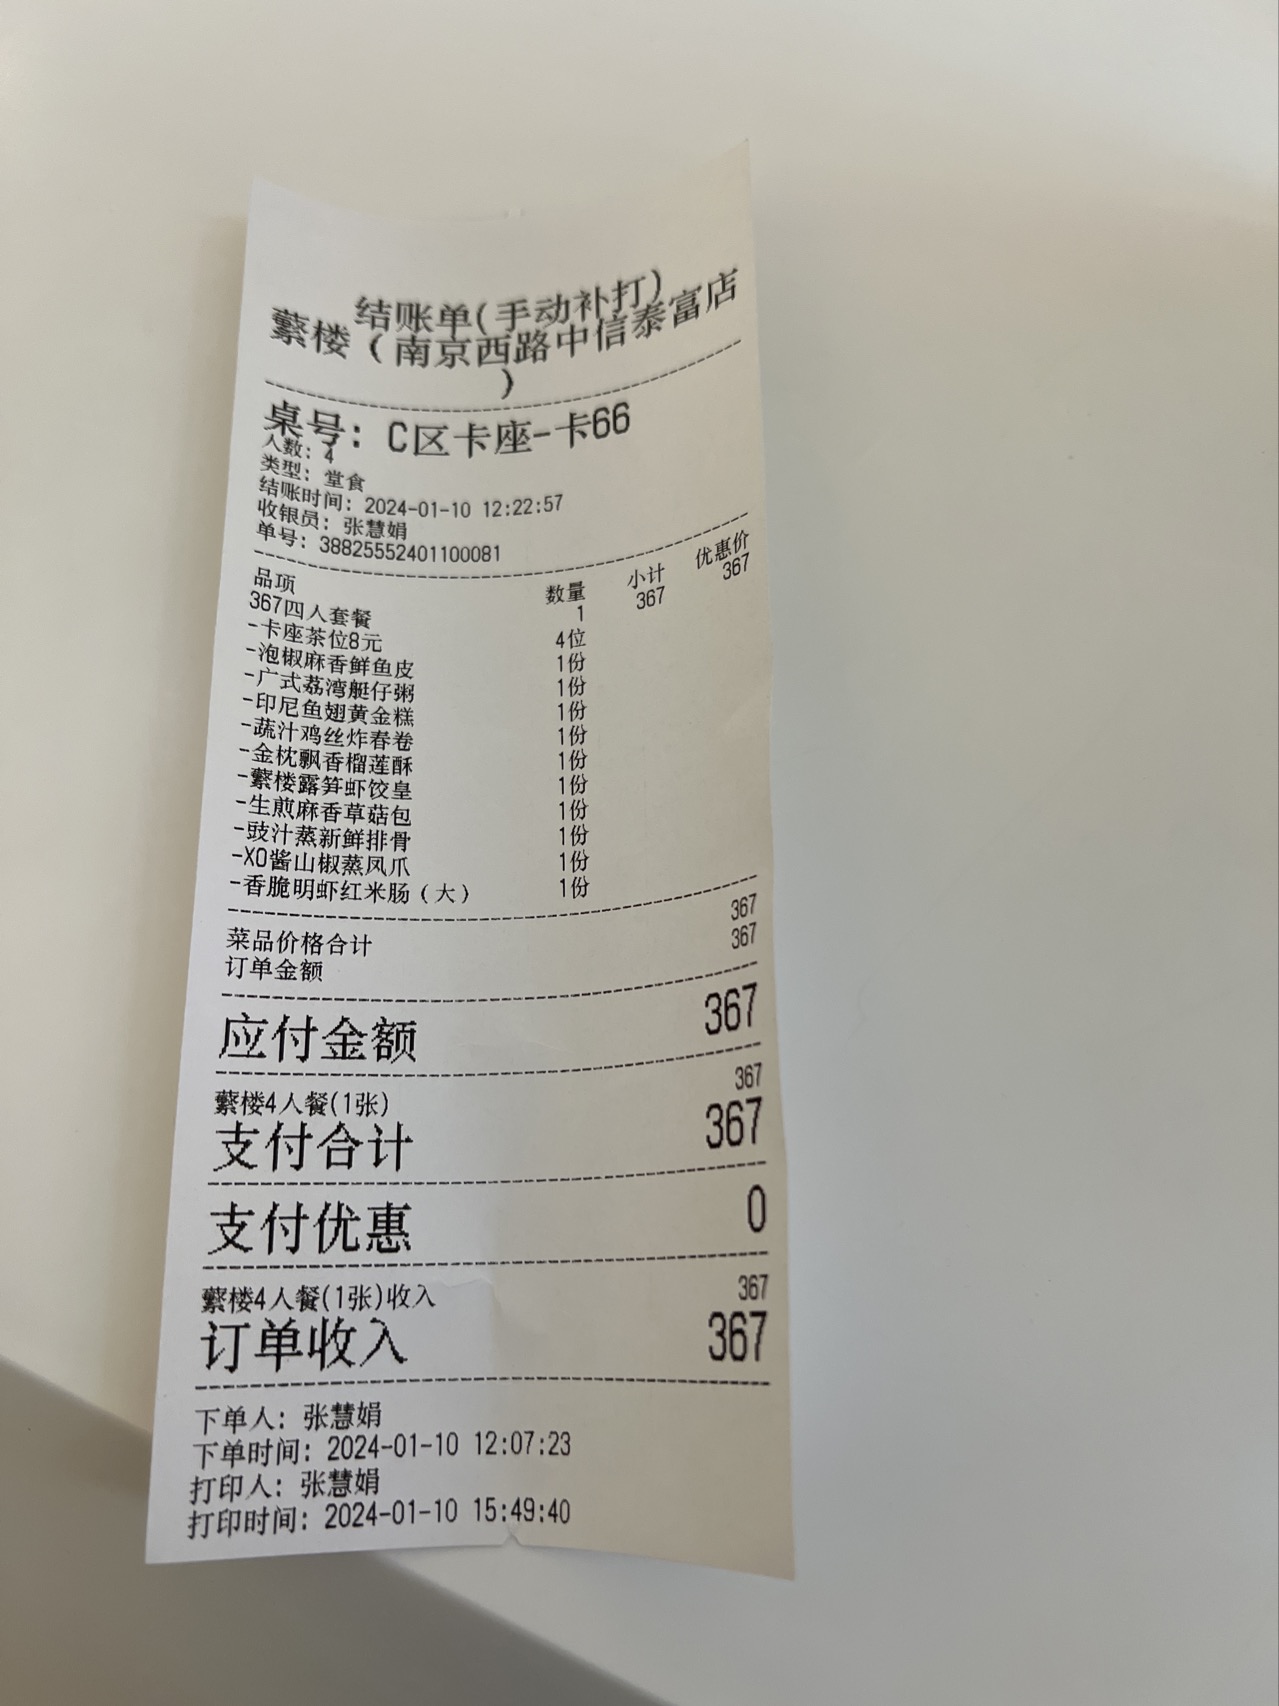 结账单(手动补打)
蘩楼（南京西路中信泰富店
）
桌号：C区卡座-卡66
人数：4
类型：堂食
结账时间：2024-01-10 12:22:57
收银员：张慧娟
单号：38825552401100081
品项 数量 小计 优惠价
367四人套餐 1 367 367
-卡座茶位8元 4位
-泡椒麻香鲜鱼皮 1份
-广式荔湾艇仔粥 1份
-印尼鱼翅黄金糕 1份
-蔬汁鸡丝炸春卷 1份
-金枕飘香榴莲酥 1份
-蘩楼露笋虾饺皇 1份
-生煎麻香草菇包 1份
-豉汁蒸新鲜排骨 1份
-XO酱山椒蒸凤爪 1份
-香脆明虾红米肠（大） 1份
菜品价格合计 367
订单金额 367
应付金额 367
蘩楼4人餐(1张) 367
支付合计 367
支付优惠 0
蘩楼4人餐(1张)收入 367
订单收入 367
下单人：张慧娟
下单时间：2024-01-10 12:07:23
打印人：张慧娟
打印时间：2024-01-10 15:49:40